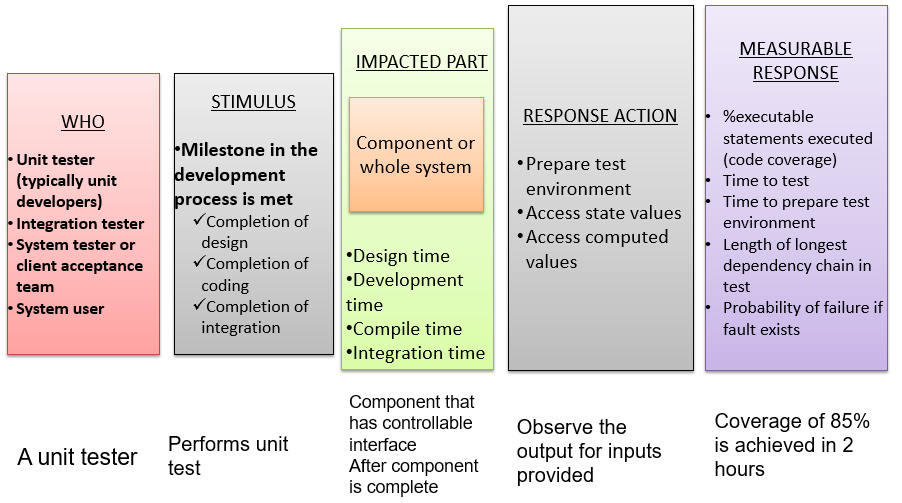 WHO
•Unit tester
(typically unit
developers)
•Integration tester
•System tester or
client acceptance
team
•System user
STIMULUS
•Milestone in the
development
process is met
✓Completion of
design
✓Completion of
coding
✓Completion of
integration
IMPACTED PART
Component or
whole system
•Design time
•Development
time
•Compile time
•Integration time
RESPONSE ACTION
•Prepare test
environment
•Access state values
•Access computed
values
MEASURABLE
RESPONSE
• %executable
statements executed
(code coverage)
• Time to test
• Time to prepare test
environment
• Length of longest
dependency chain in
test
• Probability of failure if
fault exists
A unit tester
Performs unit
test
Component that
has controllable
interface
After component
is complete
Observe the
output for inputs
provided
Coverage of 85%
is achieved in 2
hours